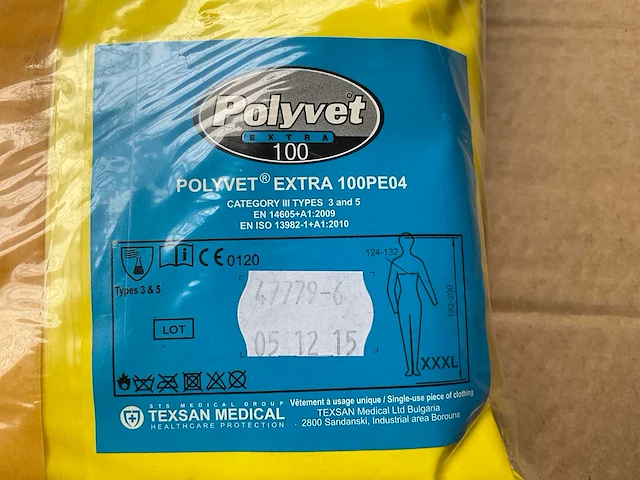 Polyvet®
EXTRA
100
POLYVET® EXTRA 100PE04
CATEGORY III TYPES 3 and 5
EN 14605+A1:2009
EN ISO 13982-1+A1:2010
Types 3 & 5
i
CE 0120
47779-6
05 12 15
LOT
124-132
192-200
XXXL
STS MEDICAL GROUP
TEXSAN MEDICAL
HEALTHCARE PROTECTION
Vêtement à usage unique / Single-use piece of clothing
TEXSAN Medical Ltd Bulgaria
2800 Sandanski, Industrial area Borouna